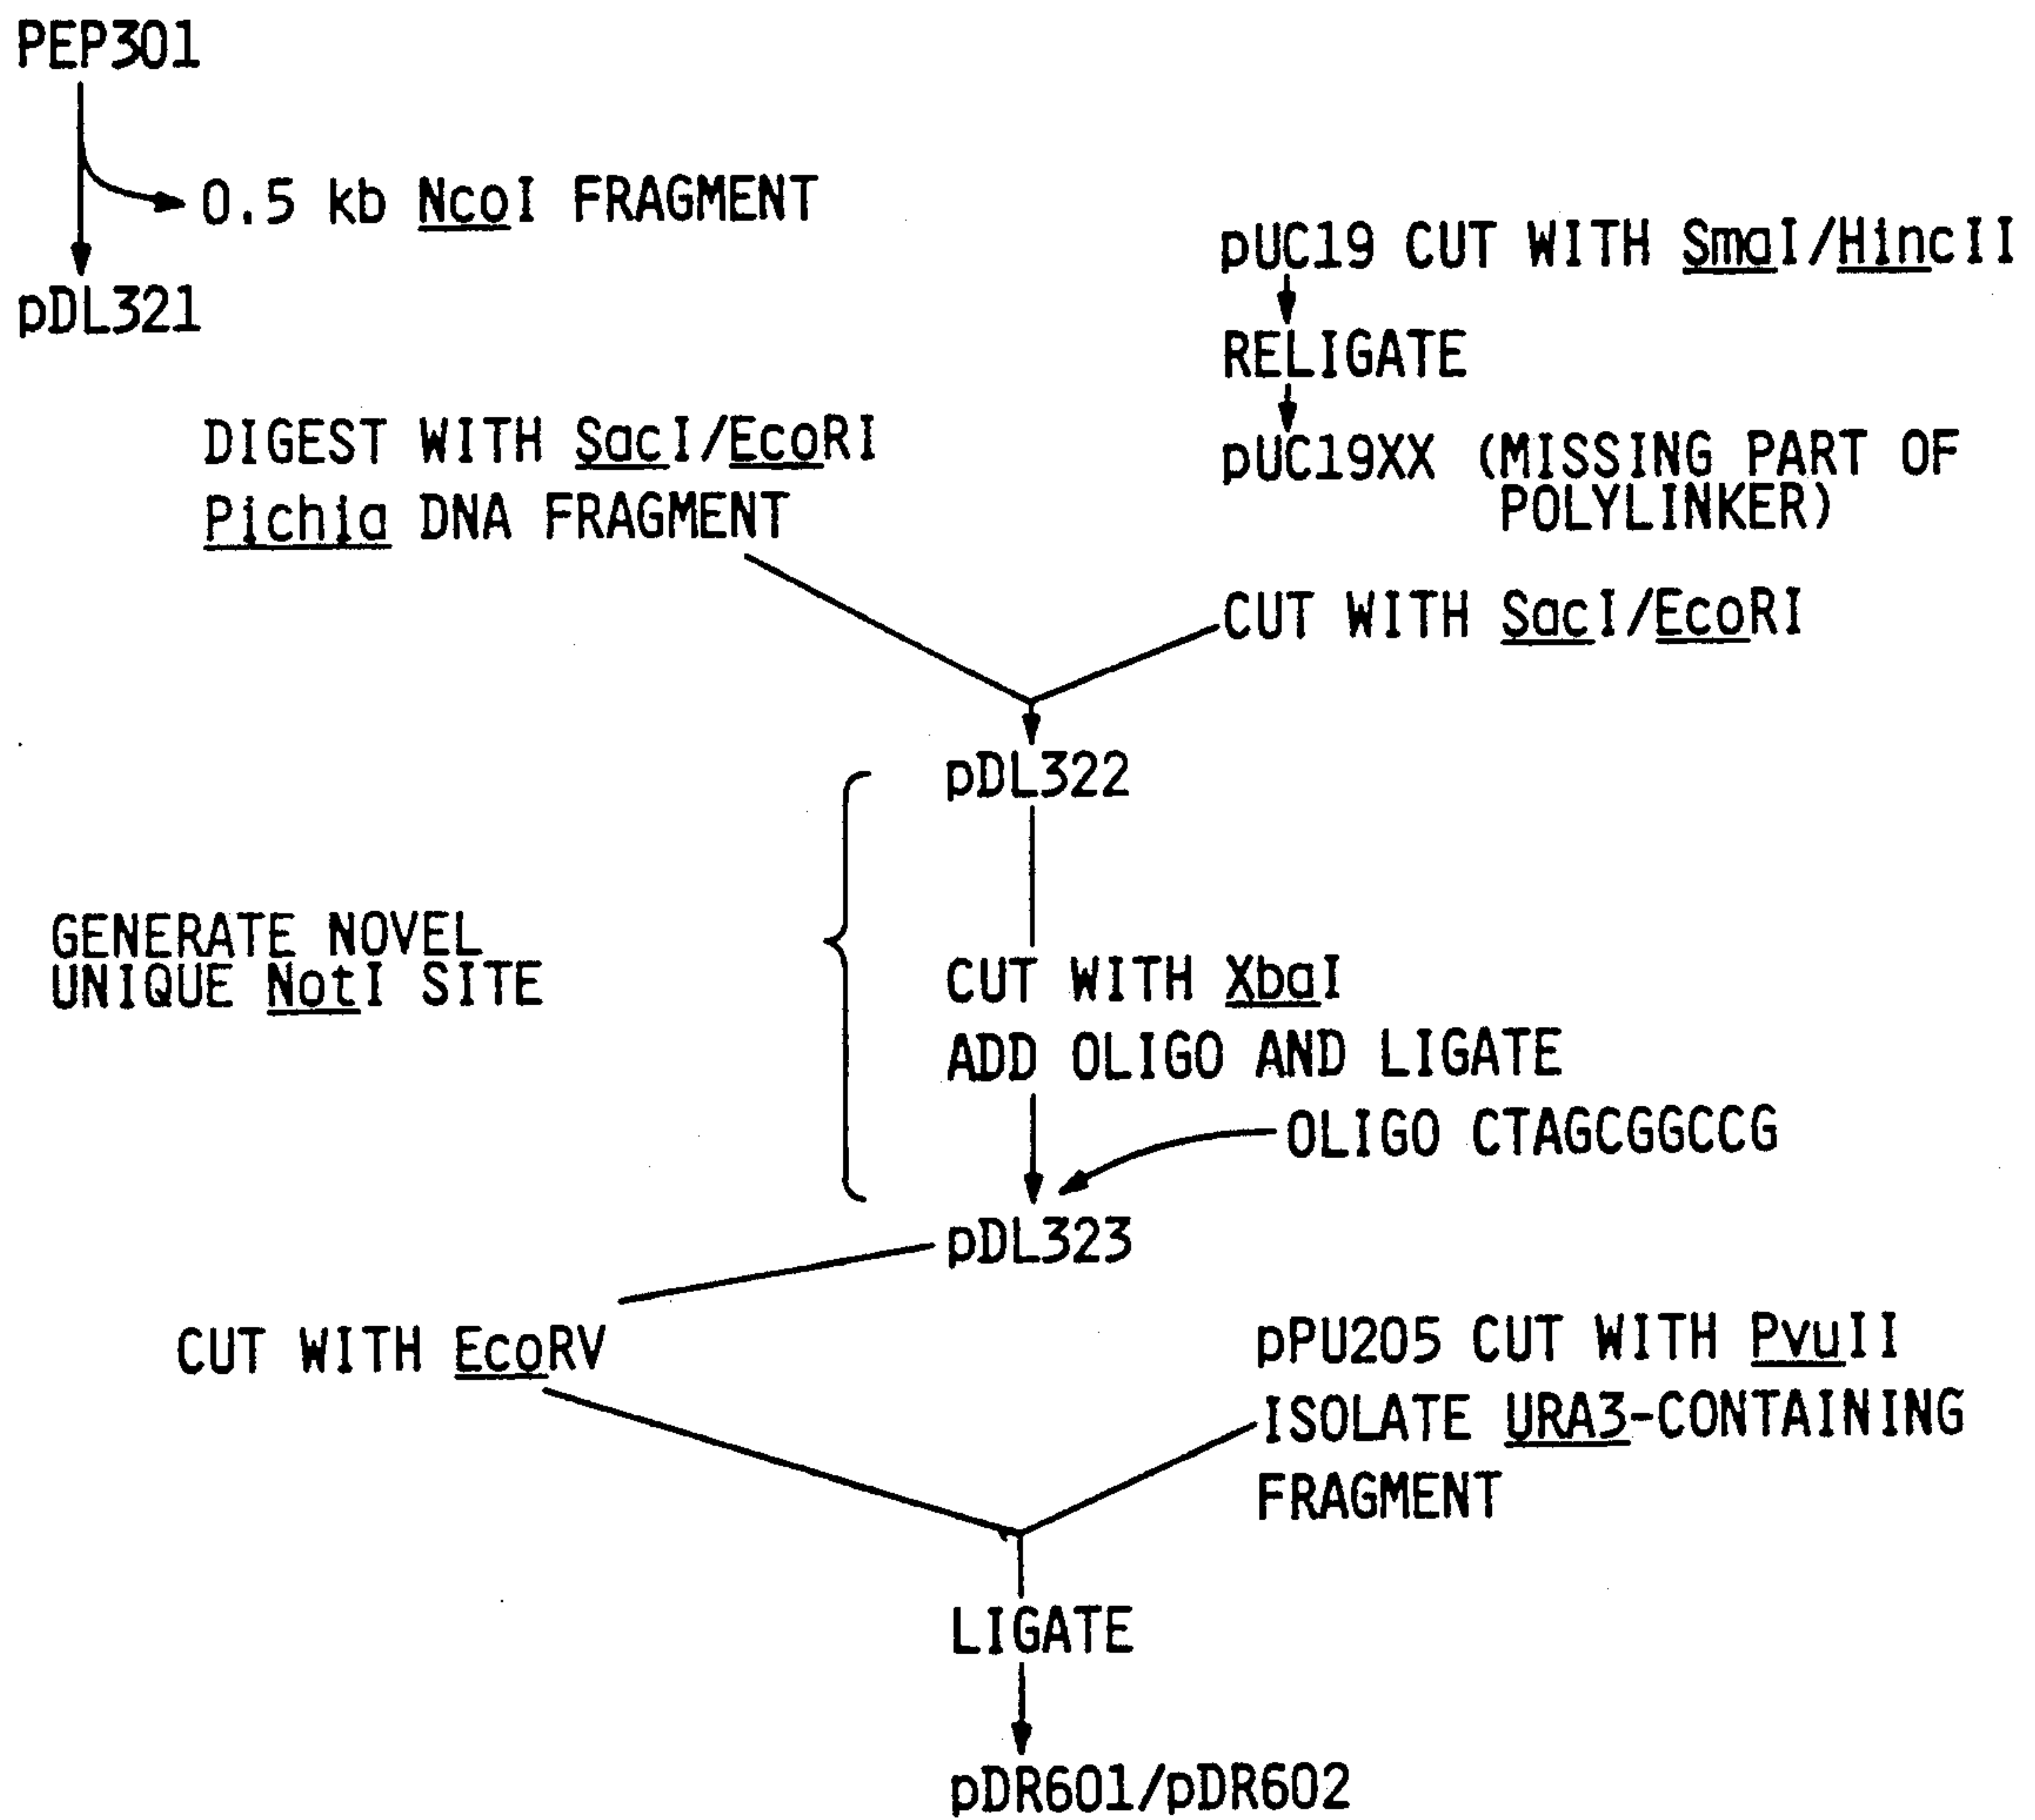 PEP301
0.5 kb NcoI FRAGMENT
pDL321
pUC19 CUT WITH SmaI/HincII
RELIGATE
pUC19XX (MISSING PART OF
POLYLINKER)
DIGEST WITH SacI/EcoRI
Pichia DNA FRAGMENT
CUT WITH SacI/EcoRI
pDL322
GENERATE NOVEL
UNIQUE NotI SITE
CUT WITH XbaI
ADD OLIGO AND LIGATE
OLIGO CTAGCGGCCG
pDL323
CUT WITH EcoRV
pPU205 CUT WITH PvuII
ISOLATE URA3-CONTAINING
FRAGMENT
LIGATE
pDR601/pDR602